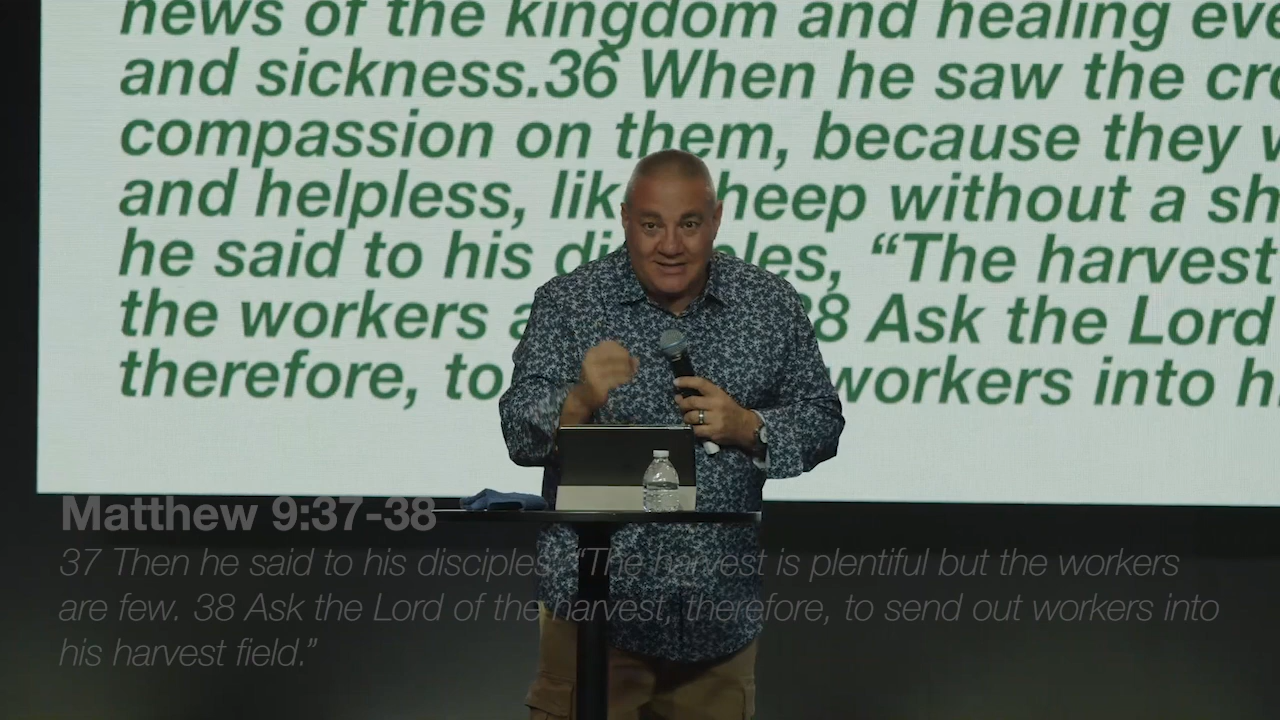 news of the kingdom and healing eve
and sickness.36 When he saw the cro
compassion on them, because they w
and helpless, lik heep without a sh
he said to his di les, “The harvest
the workers a 38 Ask the Lord
therefore, to workers into h
Matthew 9:37-38
37 Then he said to his disciples, “The harvest is plentiful but the workers
are few. 38 Ask the Lord of the harvest, therefore, to send out workers into
his harvest field.”